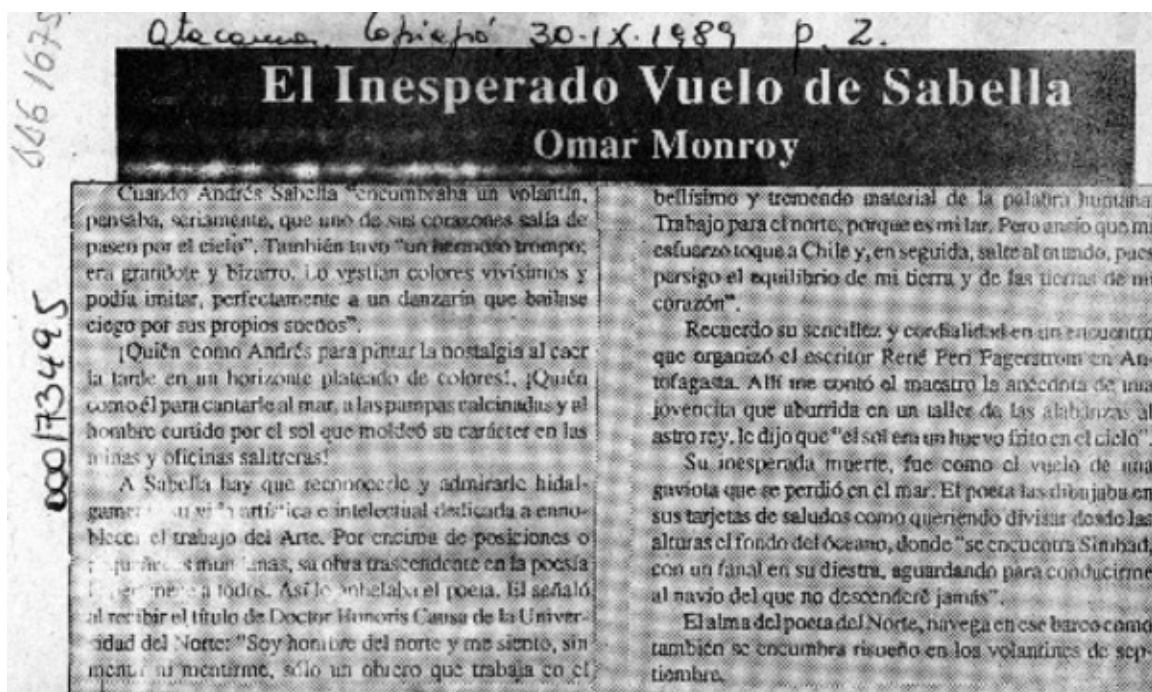 Atacama, Copiapó, 30-IX-1989 p. 2.
El Inesperado Vuelo de Sabella
Omar Monroy
Cuando Andrés Sabella "encumbraba un volantín,
pensaba, seriamente, que uno de sus corazones salía de
paseo por el cielo". También tuvo "un hermoso trompo;
era grandote y bizarro. Lo vestían colores vivísimos y
podía imitar, perfectamente a un danzarín que bailase
ciego por sus propios sueños".
¡Quién como Andrés para pintar la nostalgia al caer
la tarde en un horizonte plateado de colores!. ¡Quién
como él para cantarle al mar, a las pampas calcinadas y al
hombre curtido por el sol que moldeó su carácter en las
minas y oficinas salitreras!
A Sabella hay que reconocerle y admirarle hidal-
su artística e intelectual dedicada a enno-
blecer el trabajo del Arte. Por encima de posiciones o
su obra trascendente en la poesía
a todos. Así lo anhelaba el poeta. El señaló
al recibir el título de Doctor Honoris Causa de la Univer-
sidad del Norte: "Soy hombre del norte y me siento, sin
mentir ni mentirme, sólo un obrero que trabaja en el
bellísimo y tremendo material de la palabra humana.
Trabajo para el norte, porque es mi lar. Pero ansío que mi
esfuerzo toque a Chile y, en seguida, salte al mundo, pues
persigo el equilibrio de mi tierra y de las tierras de mi
corazón".
Recuerdo su sencillez y cordialidad en un encuentro
que organizó el escritor René Peri Fagerstrom en An-
tofagasta. Allí me contó el maestro la anécdota de una
jovencita que aburrida en un taller de las alabanzas al
astro rey, le dijo que "el sol era un huevo frito en el cielo".
Su inesperada muerte, fue como el vuelo de una
gaviota que se perdió en el mar. El poeta las dibujaba en
sus tarjetas de saludos como queriendo divisar desde las
alturas el fondo del óceano, donde "se encuentra Simbad,
con un fanal en su diestra, aguardando para conducirme
al navío del que no descenderé jamás".
El alma del poeta del Norte, navega en ese barco como
también se encumbra risueño en los volantines de sep-
tiembre.
00173495